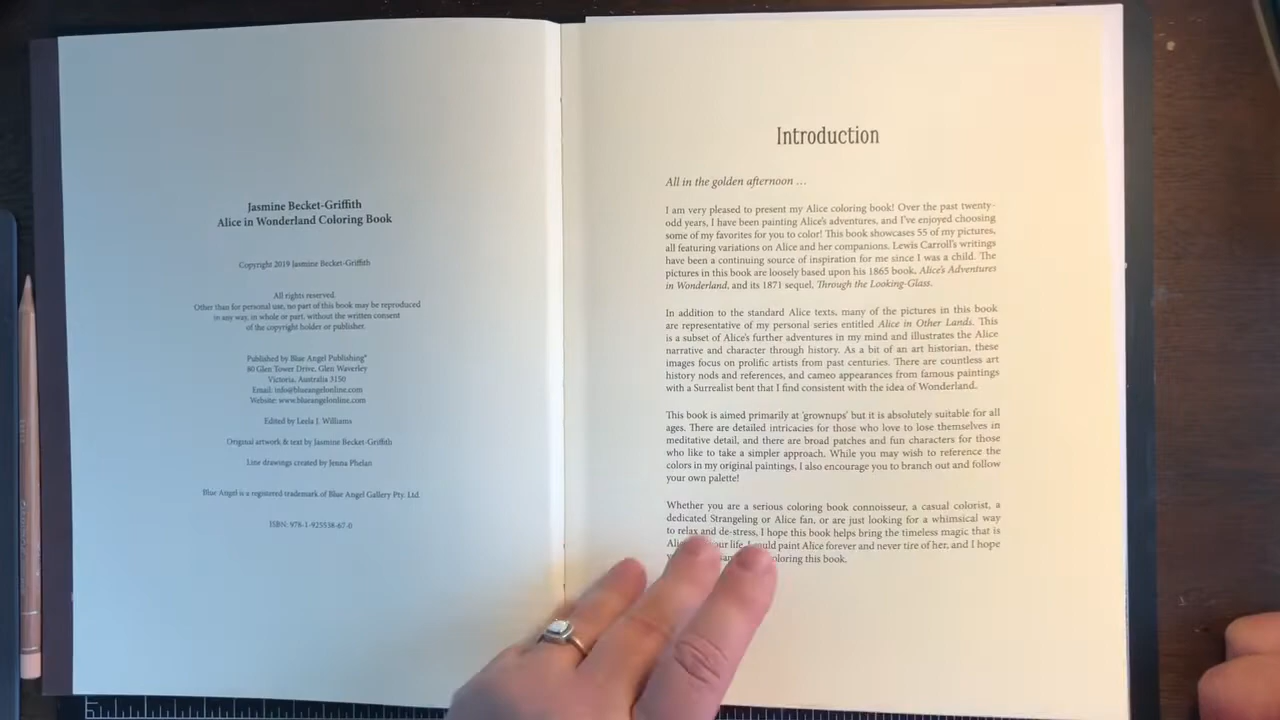 Jasmine Becket-Griffith
Alice in Wonderland Coloring Book
Copyright 2019 Jasmine Becket-Griffith
All rights reserved.
Other than for personal use, no part of this book may be reproduced
in any way, in whole or part, without the written consent
of the copyright holder or publisher.
Published by Blue Angel Publishing®
80 Glen Tower Drive, Glen Waverley
Victoria, Australia 3150
Email: info@blueangelonline.com
Website: www.blueangelonline.com
Edited by Leela J. Williams
Original artwork & text by Jasmine Becket-Griffith
Line drawings created by Jenna Phelan
Blue Angel is a registered trademark of Blue Angel Gallery Pty. Ltd.
ISBN: 978-1-925538-67-0
Introduction
All in the golden afternoon …
I am very pleased to present my Alice coloring book! Over the past twenty-
odd years, I have been painting Alice's adventures, and I've enjoyed choosing
some of my favorites for you to color! This book showcases 55 of my pictures,
all featuring variations on Alice and her companions. Lewis Carroll's writings
have been a continuing source of inspiration for me since I was a child. The
pictures in this book are loosely based upon his 1865 book, Alice's Adventures
in Wonderland, and its 1871 sequel, Through the Looking-Glass.
In addition to the standard Alice texts, many of the pictures in this book
are representative of my personal series entitled Alice in Other Lands. This
is a subset of Alice's further adventures in my mind and illustrates the Alice
narrative and character through history. As a bit of an art historian, these
images focus on prolific artists from past centuries. There are countless art
history nods and references, and cameo appearances from famous paintings
with a Surrealist bent that I find consistent with the idea of Wonderland.
This book is aimed primarily at 'grownups' but it is absolutely suitable for all
ages. There are detailed intricacies for those who love to lose themselves in
meditative detail, and there are broad patches and fun characters for those
who like to take a simpler approach. While you may wish to reference the
colors in my original paintings, I also encourage you to branch out and follow
your own palette!
Whether you are a serious coloring book connoisseur, a casual colorist, a
dedicated Strangeling or Alice fan, or are just looking for a whimsical way
to relax and de-stress, I hope this book helps bring the timeless magic that is
your life. I could paint Alice forever and never tire of her, and I hope
coloring this book.